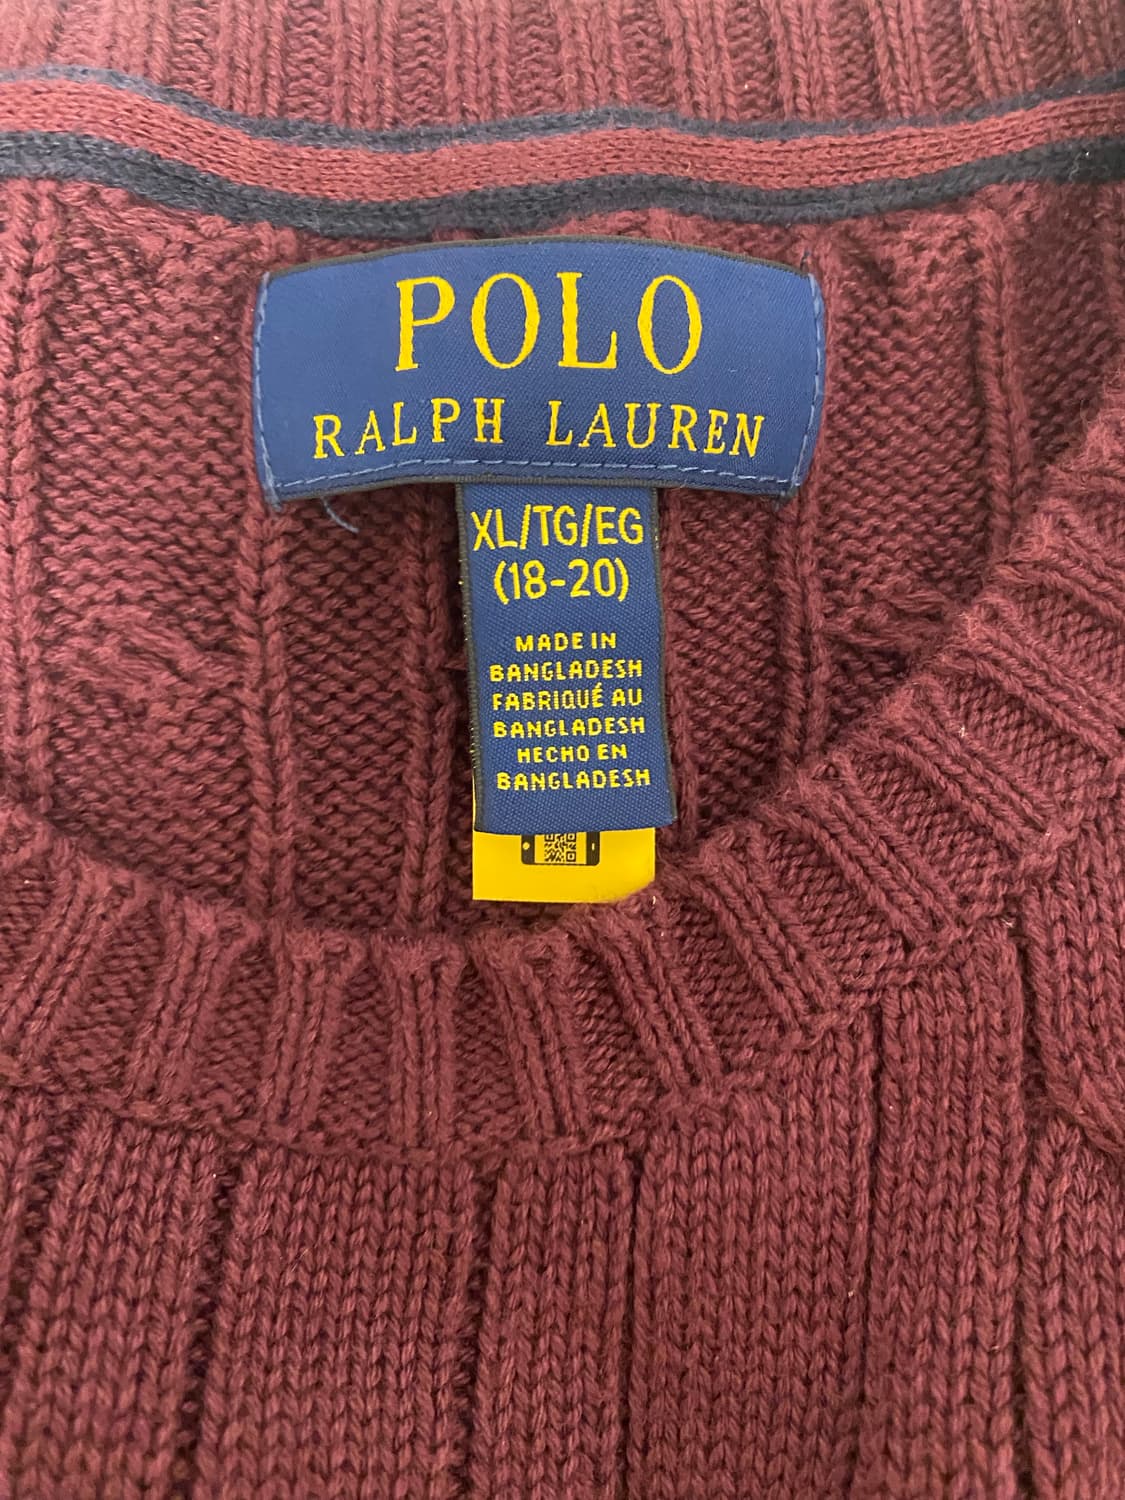 POLO
RALPH LAUREN
XL/TG/EG
(18-20)
MADE IN
BANGLADESH
FABRIQUÉ AU
BANGLADESH
HECHO EN
BANGLADESH